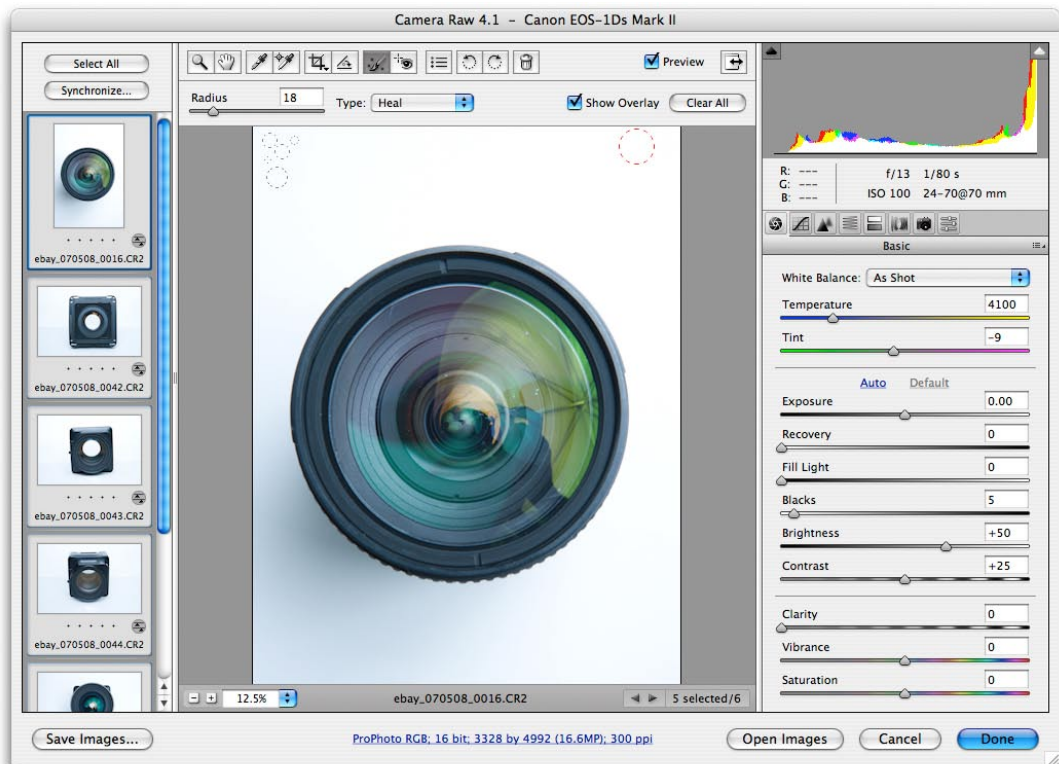 Camera Raw 4.1 – Canon EOS-1Ds Mark II
Select All
Synchronize...
ebay_070508_0016.CR2
ebay_070508_0042.CR2
ebay_070508_0043.CR2
ebay_070508_0044.CR2
Preview
Radius 18 Type: Heal Show Overlay Clear All
12.5% ebay_070508_0016.CR2 5 selected/6
R: ---
G: ---
B: ---
f/13 1/80 s
ISO 100 24-70@70 mm
Basic
White Balance: As Shot
Temperature 4100
Tint -9
Auto Default
Exposure 0.00
Recovery 0
Fill Light 0
Blacks 5
Brightness +50
Contrast +25
Clarity 0
Vibrance 0
Saturation 0
Save Images... ProPhoto RGB; 16 bit; 3328 by 4992 (16.6MP); 300 ppi Open Images Cancel Done